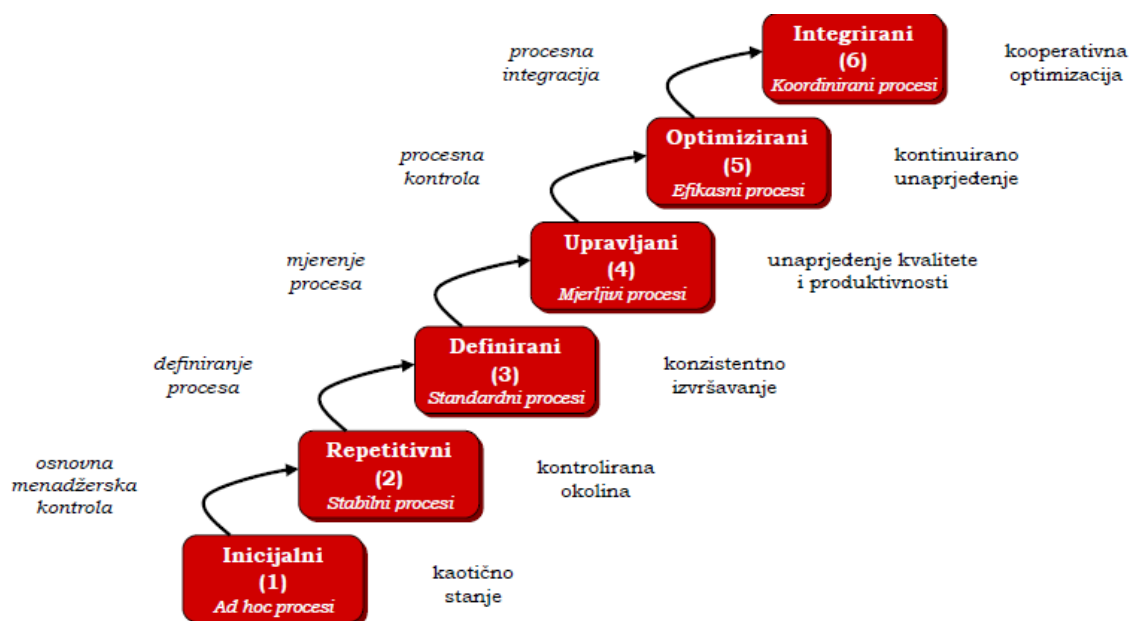 procesna
integracija
Integrirani
(6)
Koordinirani procesi
kooperativna
optimizacija
procesna
kontrola
Optimizirani
(5)
Efikasni procesi
kontinuirano
unaprjeđenje
mjerenje
procesa
Upravljani
(4)
Mjerljivi procesi
unaprjeđenje kvalitete
i produktivnosti
definiranje
procesa
Definirani
(3)
Standardni procesi
konzistentno
izvršavanje
osnovna
menadžerska
kontrola
Repetitivni
(2)
Stabilni procesi
kontrolirana
okolina
Inicijalni
(1)
Ad hoc procesi
kaotično
stanje